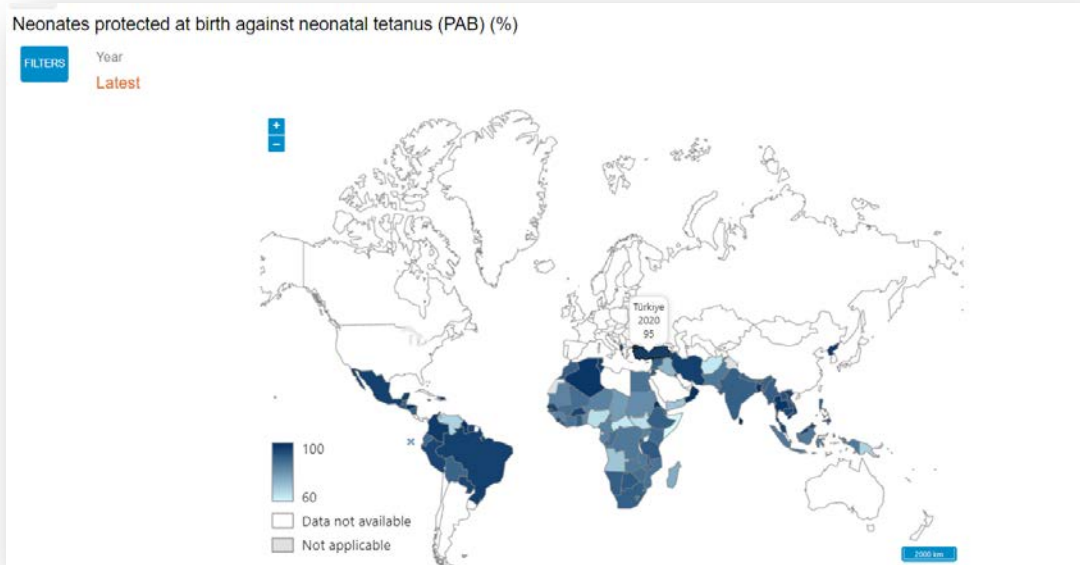 Neonates protected at birth against neonatal tetanus (PAB) (%)
FILTERS
Year
Latest
+
−
Türkiye
2020
95
100
60
Data not available
Not applicable
2000 km